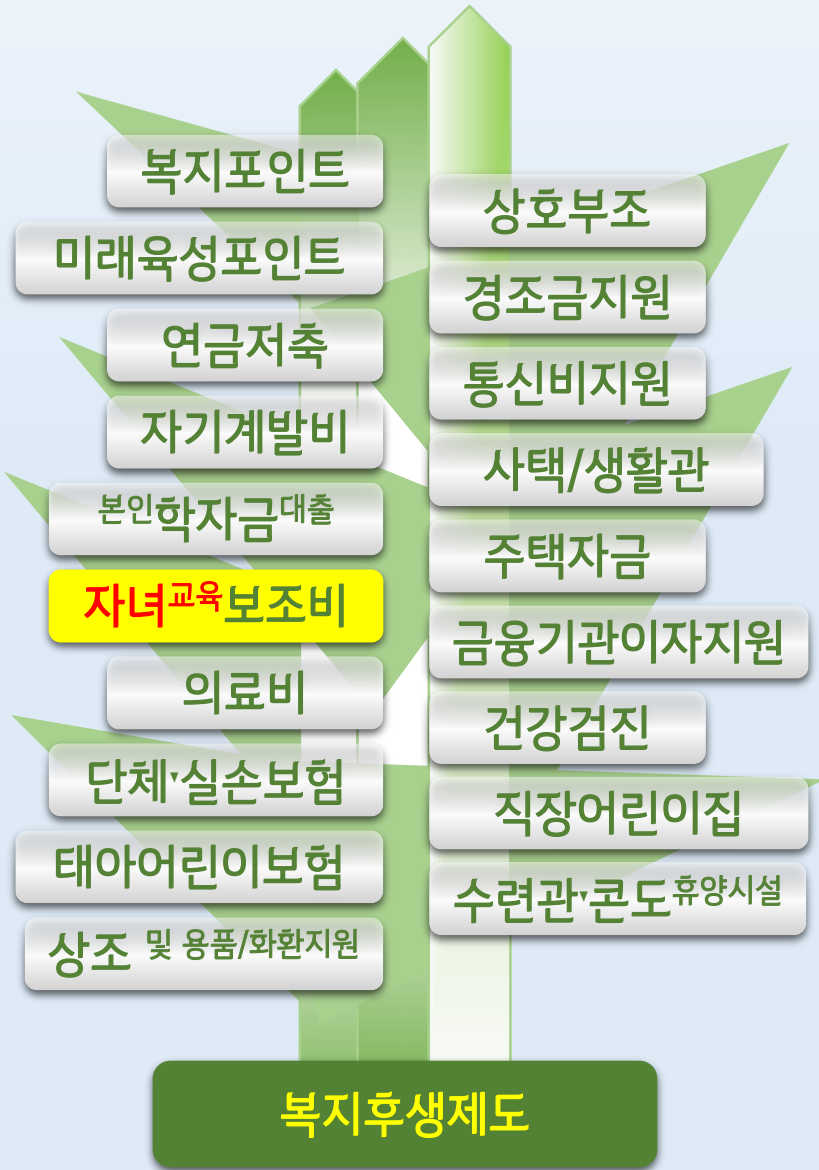 복지포인트
미래육성포인트
연금저축
자기계발비
본인학자금대출
자녀교육보조비
의료비
단체▾실손보험
태아어린이보험
상조 및 용품/화환지원
상호부조
경조금지원
통신비지원
사택/생활관
주택자금
금융기관이자지원
건강검진
직장어린이집
수련관▾콘도휴양시설
복지후생제도